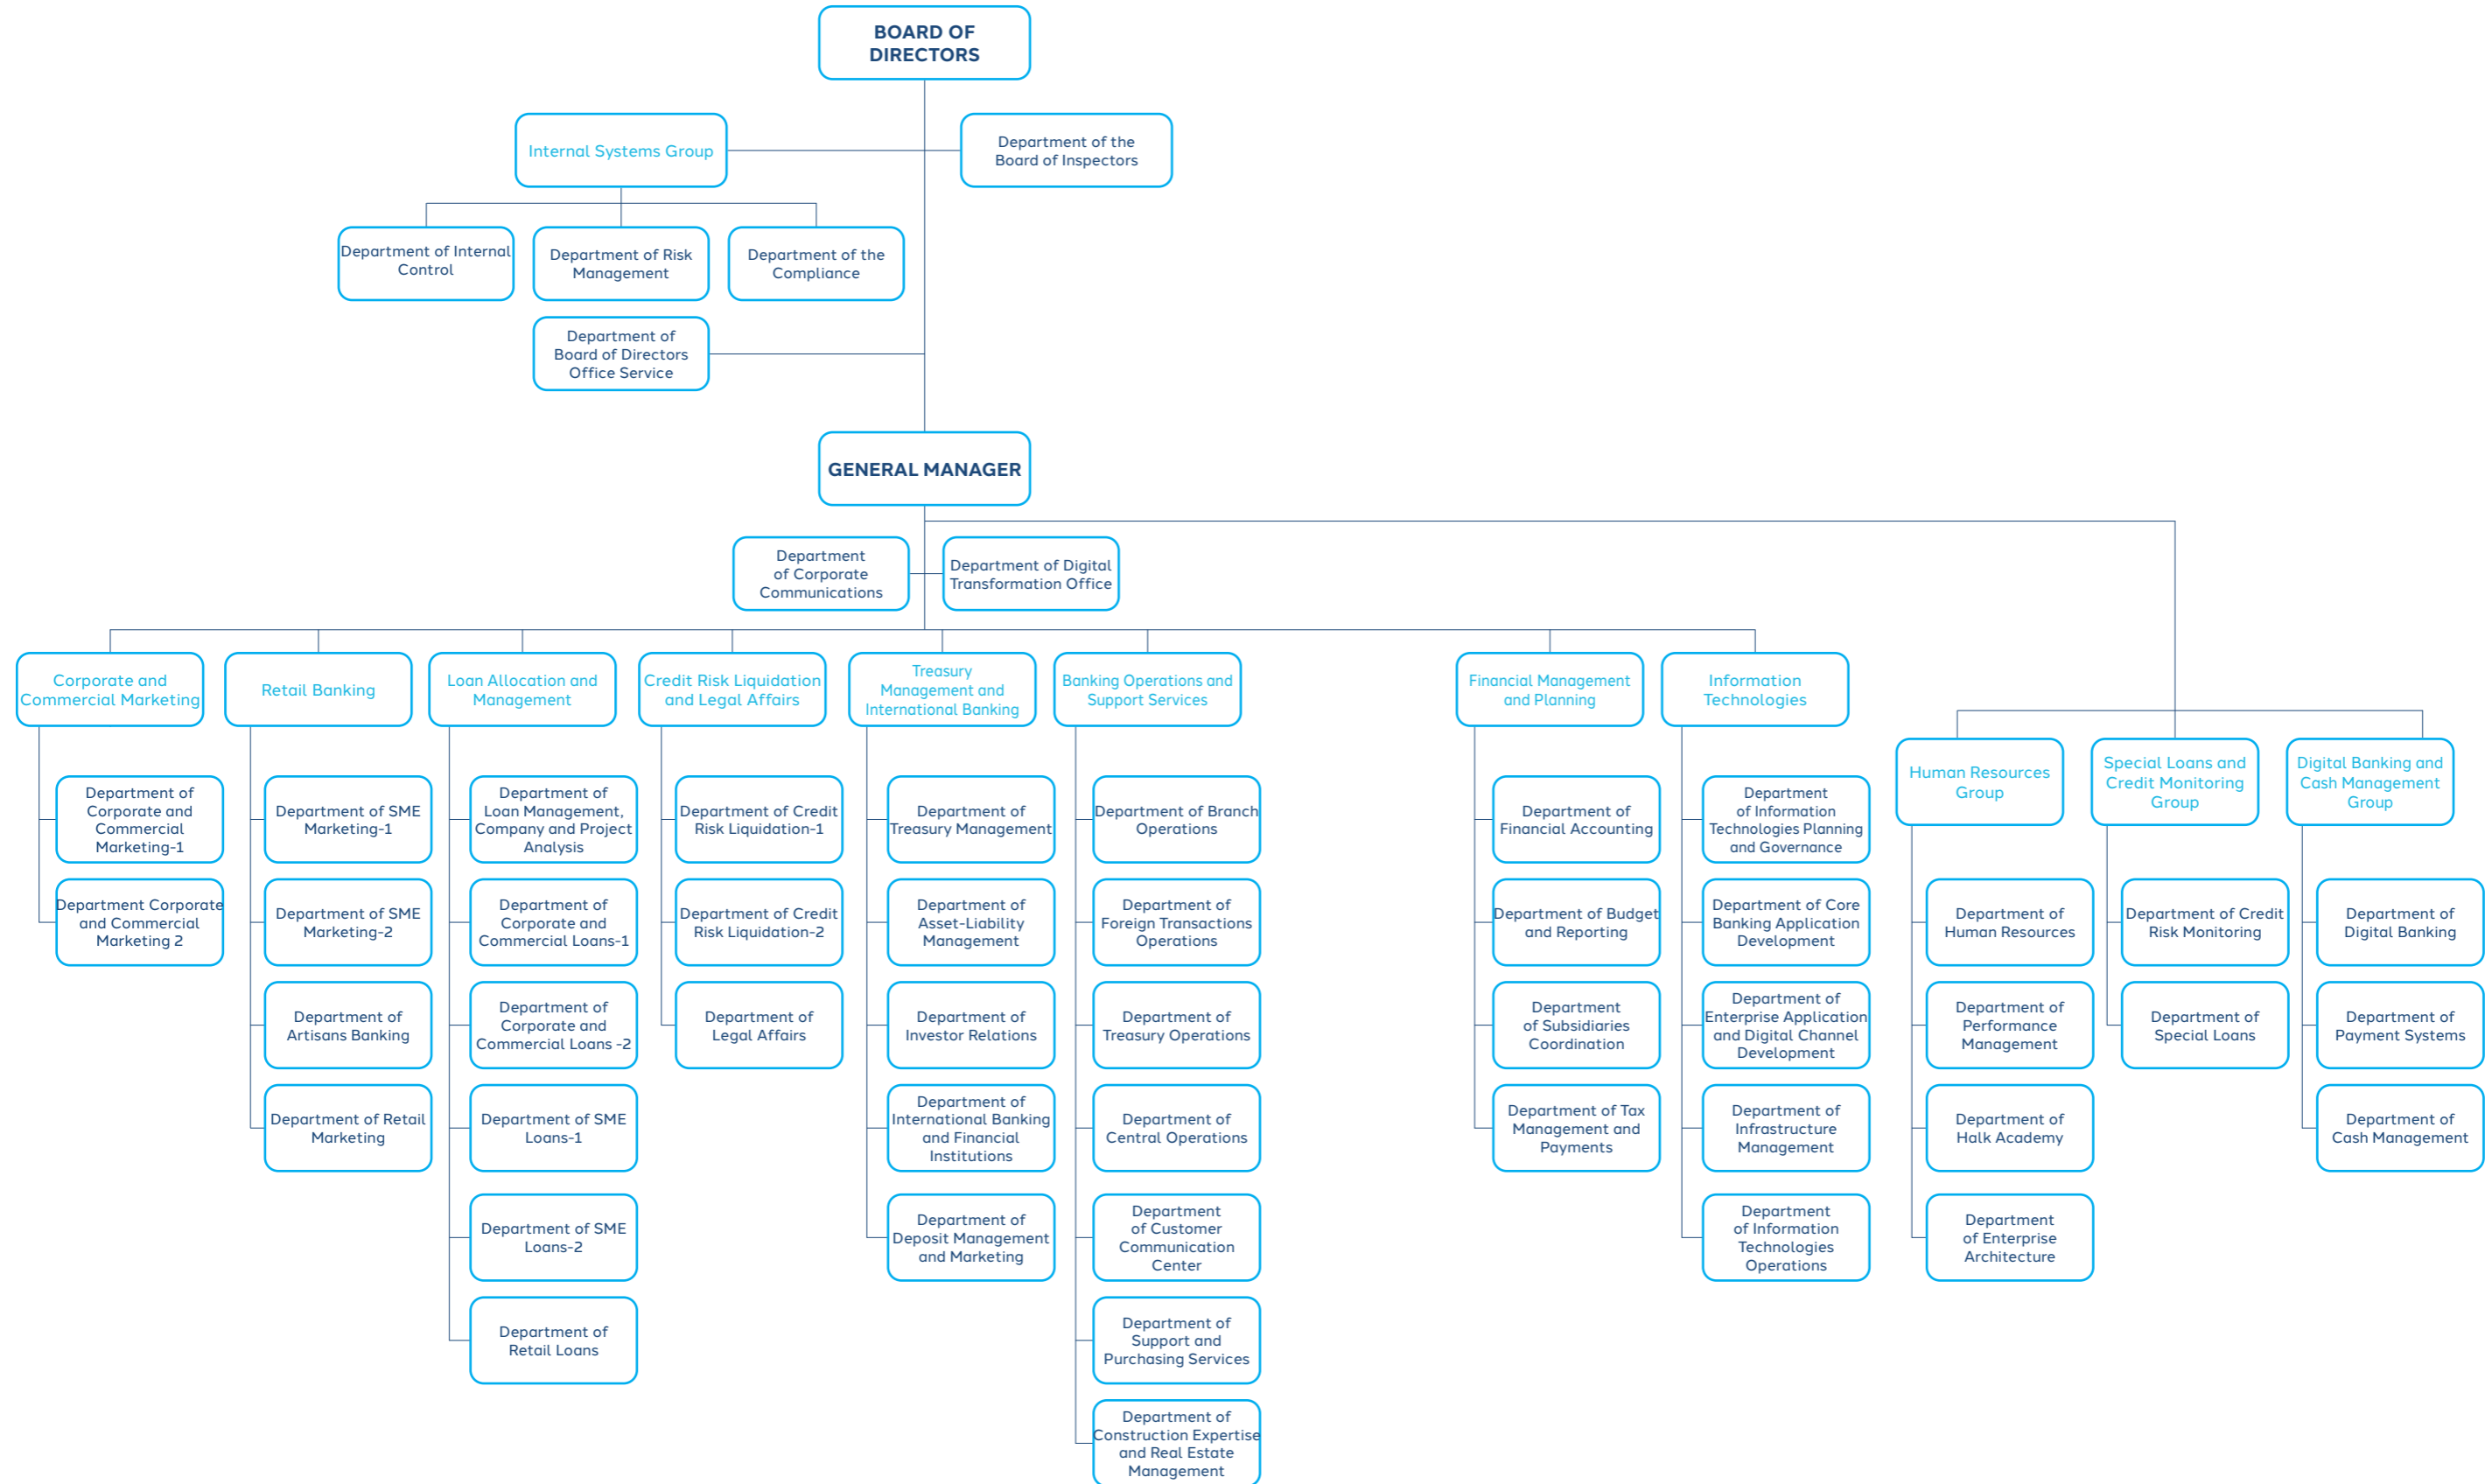 BOARD OF
DIRECTORS
Internal Systems Group
Department of the
Board of Inspectors
Department of Internal
Control
Department of Risk
Management
Department of the
Compliance
Department of
Board of Directors
Office Service
GENERAL MANAGER
Department
of Corporate
Communications
Department of Digital
Transformation Office
Corporate and
Commercial Marketing
Department of
Corporate and
Commercial
Marketing-1
Department Corporate
and Commercial
Marketing 2
Retail Banking
Department of SME
Marketing-1
Department of SME
Marketing-2
Department of
Artisans Banking
Department of Retail
Marketing
Loan Allocation and
Management
Department of
Loan Management,
Company and Project
Analysis
Department of
Corporate and
Commercial Loans-1
Department of
Corporate and
Commercial Loans -2
Department of SME
Loans-1
Department of SME
Loans-2
Department of
Retail Loans
Credit Risk Liquidation
and Legal Affairs
Department of Credit
Risk Liquidation-1
Department of Credit
Risk Liquidation-2
Department of
Legal Affairs
Treasury
Management and
International Banking
Department of
Treasury Management
Department of
Asset-Liability
Management
Department of
Investor Relations
Department of
International Banking
and Financial
Institutions
Department of
Deposit Management
and Marketing
Banking Operations and
Support Services
Department of Branch
Operations
Department of
Foreign Transactions
Operations
Department of
Treasury Operations
Department of
Central Operations
Department
of Customer
Communication
Center
Department of
Support and
Purchasing Services
Department of
Construction Expertise
and Real Estate
Management
Financial Management
and Planning
Department of
Financial Accounting
Department of Budget
and Reporting
Department
of Subsidiaries
Coordination
Department of Tax
Management and
Payments
Information
Technologies
Department
of Information
Technologies Planning
and Governance
Department of Core
Banking Application
Development
Department of
Enterprise Application
and Digital Channel
Development
Department of
Infrastructure
Management
Department
of Information
Technologies
Operations
Human Resources
Group
Department of
Human Resources
Department of
Performance
Management
Department of
Halk Academy
Department
of Enterprise
Architecture
Special Loans and
Credit Monitoring
Group
Department of Credit
Risk Monitoring
Department of
Special Loans
Digital Banking and
Cash Management
Group
Department of
Digital Banking
Department of
Payment Systems
Department of
Cash Management